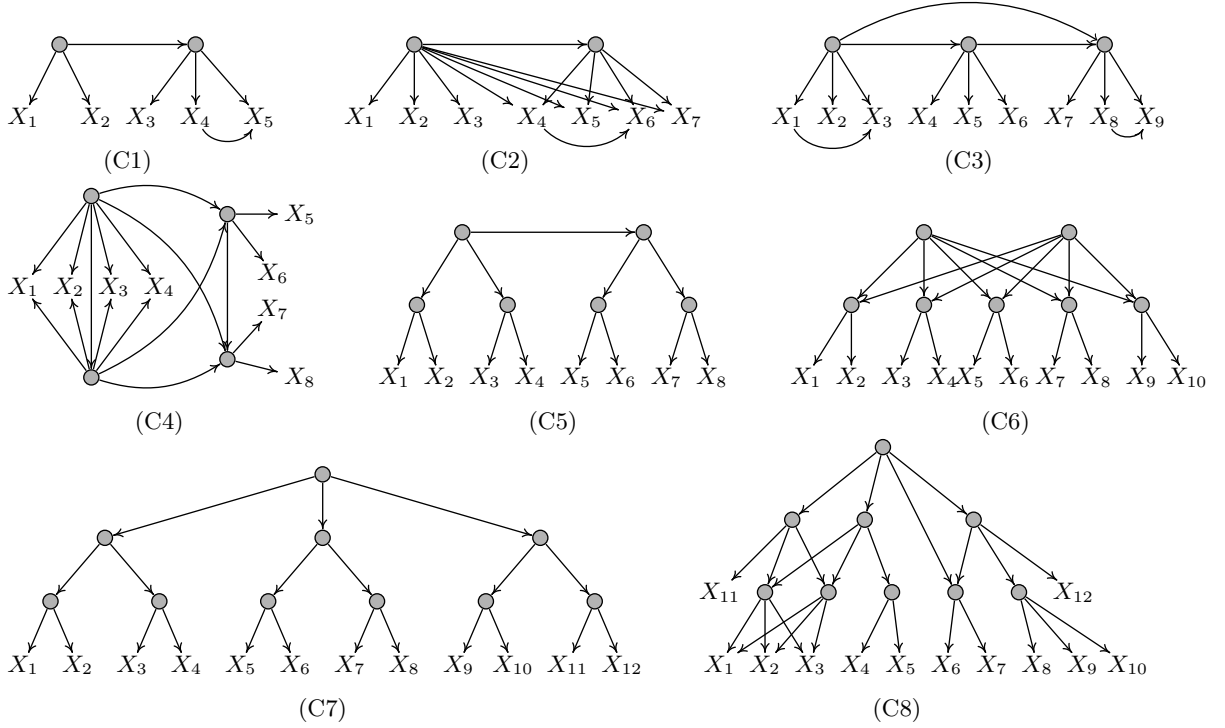 X₁ X₂ X₃ X₄ X₅
(C1)
X₁ X₂ X₃ X₄ X₅ X₆ X₇
(C2)
X₁ X₂ X₃ X₄ X₅ X₆ X₇ X₈ X₉
(C3)
X₅
X₁ X₂ X₃ X₄ X₆
X₇
X₈
(C4)
X₁ X₂ X₃ X₄ X₅ X₆ X₇ X₈
(C5)
X₁ X₂ X₃ X₄ X₅ X₆ X₇ X₈ X₉ X₁₀
(C6)
X₁ X₂ X₃ X₄ X₅ X₆ X₇ X₈ X₉ X₁₀ X₁₁ X₁₂
(C7)
X₁₁ X₁₂
X₁ X₂ X₃ X₄ X₅ X₆ X₇ X₈ X₉ X₁₀
(C8)